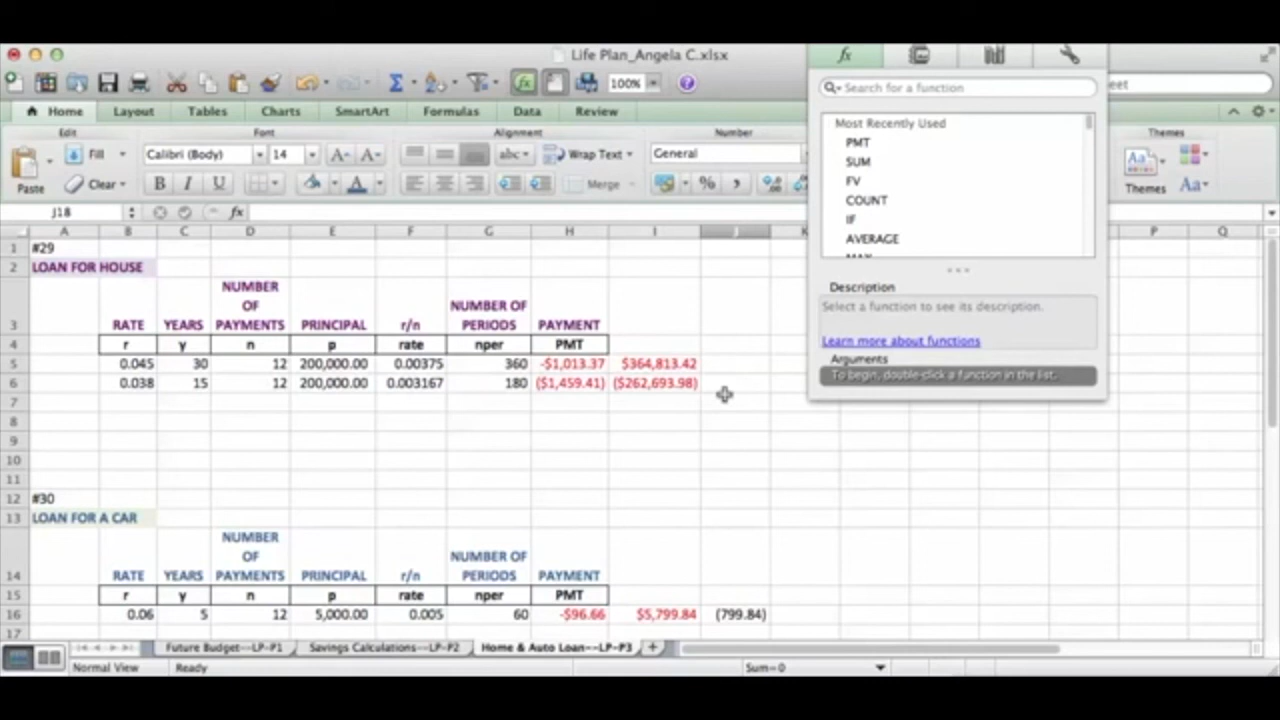 Life Plan_Angela C.xlsx
100%
Search for a function
eet
Home Layout Tables Charts SmartArt Formulas Data Review
Edit Font Alignment Number Themes
Fill Calibri (Body) 14 A A abc Wrap Text General Aa
Paste Clear B I U A Merge % Themes Aa
Most Recently Used
PMT
SUM
FV
COUNT
IF
AVERAGE
MAX
Description
Select a function to see its description.
Learn more about functions
Arguments
To begin, double-click a function in the list.
J18 fx
A B C D E F G H I J K P Q
1 #29
2 LOAN FOR HOUSE
NUMBER
OF NUMBER OF
3 RATE YEARS PAYMENTS PRINCIPAL r/n PERIODS PAYMENT
4 r y n p rate nper PMT
5 0.045 30 12 200,000.00 0.00375 360 -$1,013.37 $364,813.42
6 0.038 15 12 200,000.00 0.003167 180 ($1,459.41) ($262,693.98)
7
8
9
10
11
12 #30
13 LOAN FOR A CAR
NUMBER
OF NUMBER OF
14 RATE YEARS PAYMENTS PRINCIPAL r/n PERIODS PAYMENT
15 r y n p rate nper PMT
16 0.06 5 12 5,000.00 0.005 60 -$96.66 $5,799.84 (799.84)
17
Future Budget--LP-P1 Savings Calculations--LP-P2 Home & Auto Loan--LP-P3 +
Normal View Ready Sum=0